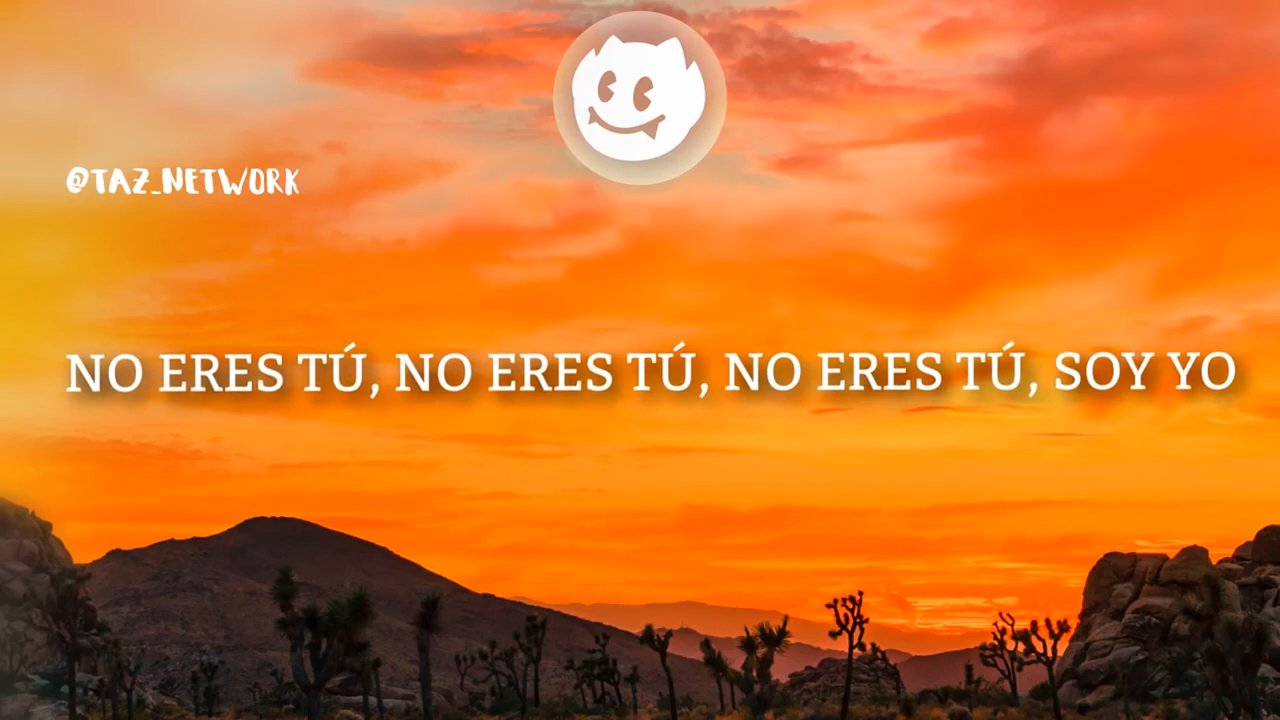 @TAZ_NETWORK
NO ERES TÚ, NO ERES TÚ, NO ERES TÚ, SOY YO